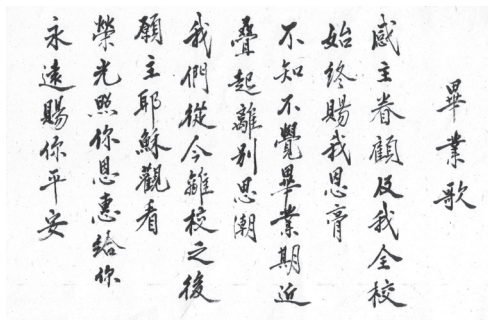 畢業歌
感主眷顧及我全校
始終賜我恩膏
不知不覺畢業期近
疊起離別思潮
我們從今離校之後
願主耶穌觀看
榮光照你恩惠給你
永遠賜你平安